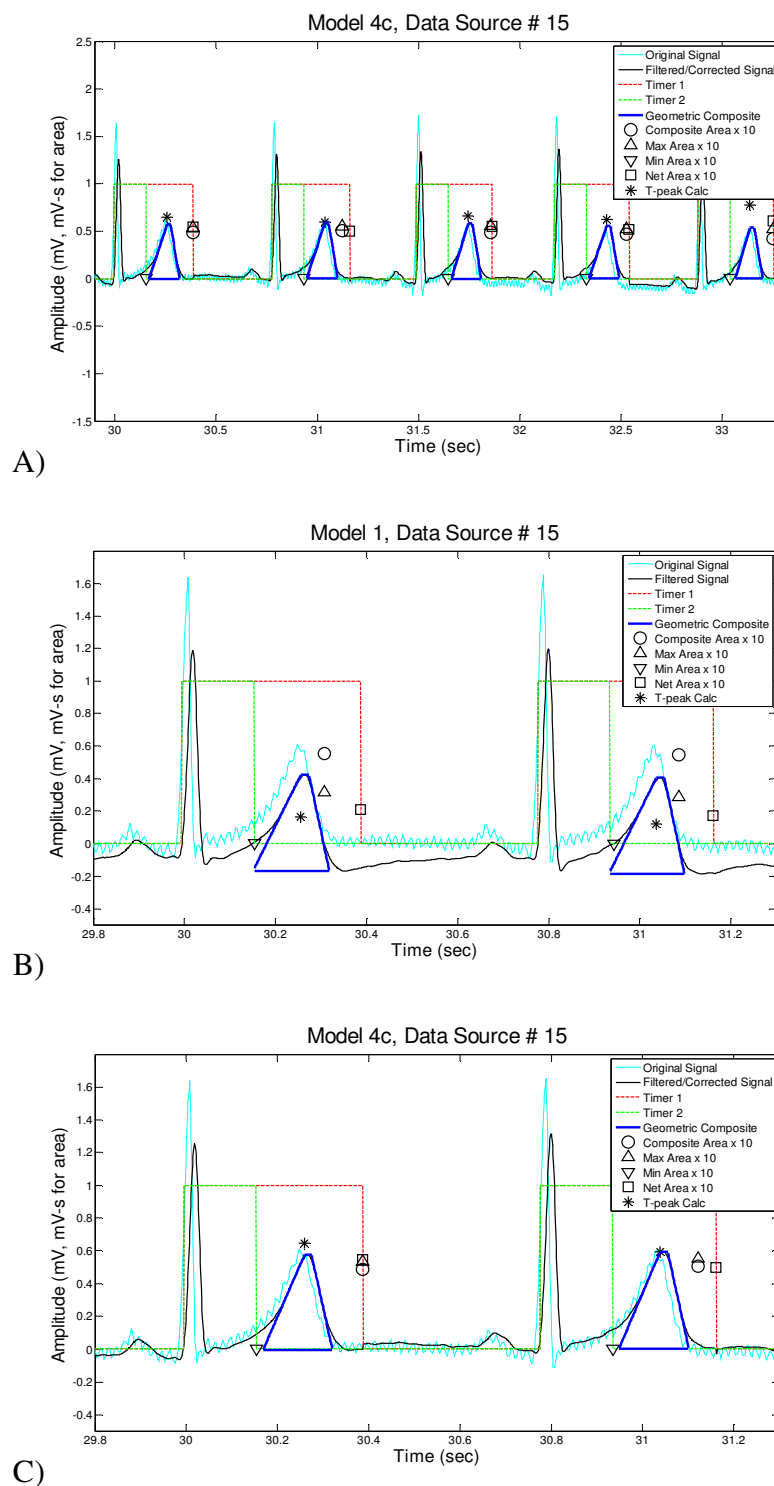 Model 4c, Data Source # 15
2.5
2
1.5
1
0.5
0
-0.5
-1
-1.5
Amplitude (mV, mV-s for area)
Original Signal
Filtered/Corrected Signal
Timer 1
Timer 2
Geometric Composite
Composite Area x 10
Max Area x 10
Min Area x 10
Net Area x 10
T-peak Calc
30 30.5 31 31.5 32 32.5 33
Time (sec)
A)
Model 1, Data Source # 15
1.6
1.4
1.2
1
0.8
0.6
0.4
0.2
0
-0.2
-0.4
Amplitude (mV, mV-s for area)
Original Signal
Filtered Signal
Timer 1
Timer 2
Geometric Composite
Composite Area x 10
Max Area x 10
Min Area x 10
Net Area x 10
T-peak Calc
29.8 30 30.2 30.4 30.6 30.8 31 31.2
Time (sec)
B)
Model 4c, Data Source # 15
1.6
1.4
1.2
1
0.8
0.6
0.4
0.2
0
-0.2
-0.4
Amplitude (mV, mV-s for area)
Original Signal
Filtered/Corrected Signal
Timer 1
Timer 2
Geometric Composite
Composite Area x 10
Max Area x 10
Min Area x 10
Net Area x 10
T-peak Calc
29.8 30 30.2 30.4 30.6 30.8 31 31.2
Time (sec)
C)